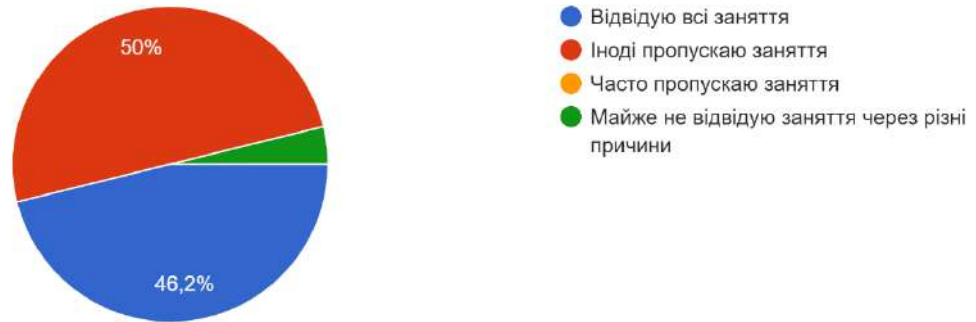 50%
46,2%
Відвідую всі заняття
Іноді пропускаю заняття
Часто пропускаю заняття
Майже не відвідую заняття через різні
причини